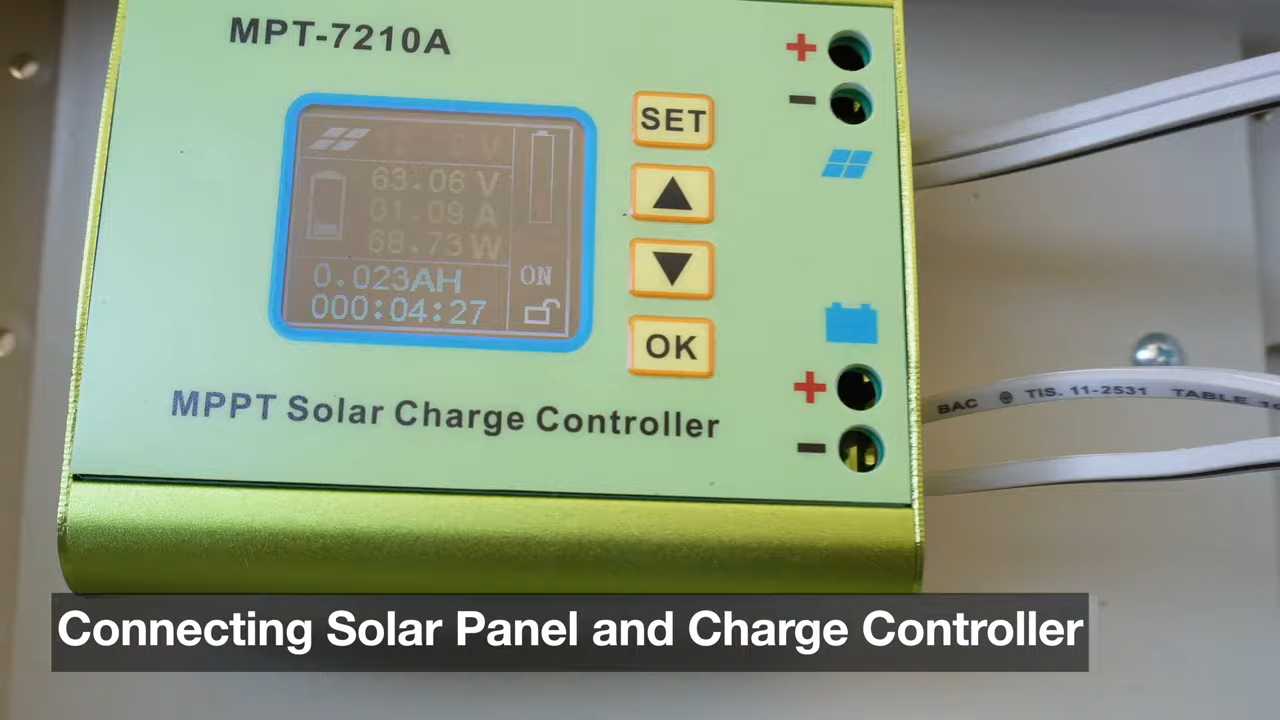 MPT-7210A
+
-
SET
63.06 V
01.09 A
68.73 W
0.023AH
ON
000:04:27
OK
+
-
MPPT Solar Charge Controller
BAC TIS. 11-2531 TABLE
Connecting Solar Panel and Charge Controller